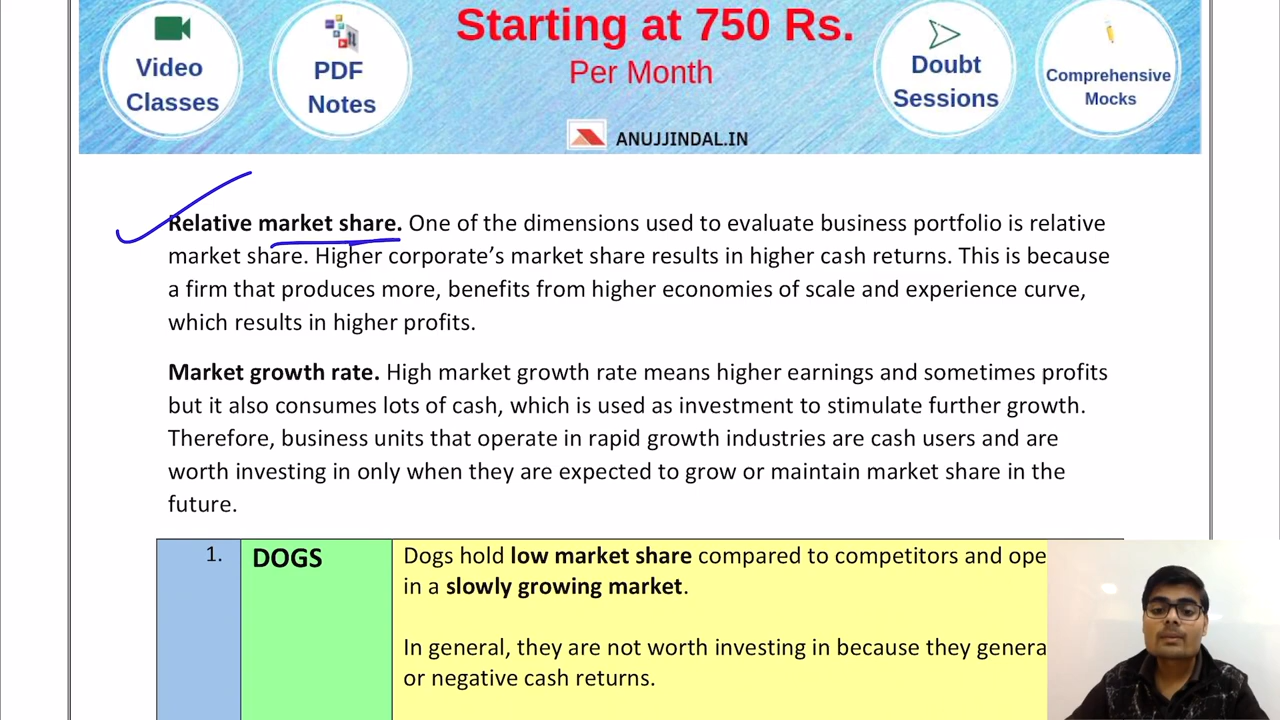 Starting at 750 Rs.
Per Month
Video
Classes
PDF
Notes
Doubt
Sessions
Comprehensive
Mocks
ANUJJINDAL.IN
Relative market share. One of the dimensions used to evaluate business portfolio is relative
market share. Higher corporate’s market share results in higher cash returns. This is because
a firm that produces more, benefits from higher economies of scale and experience curve,
which results in higher profits.
Market growth rate. High market growth rate means higher earnings and sometimes profits
but it also consumes lots of cash, which is used as investment to stimulate further growth.
Therefore, business units that operate in rapid growth industries are cash users and are
worth investing in only when they are expected to grow or maintain market share in the
future.
1. DOGS Dogs hold low market share compared to competitors and ope
in a slowly growing market.
In general, they are not worth investing in because they genera
or negative cash returns.